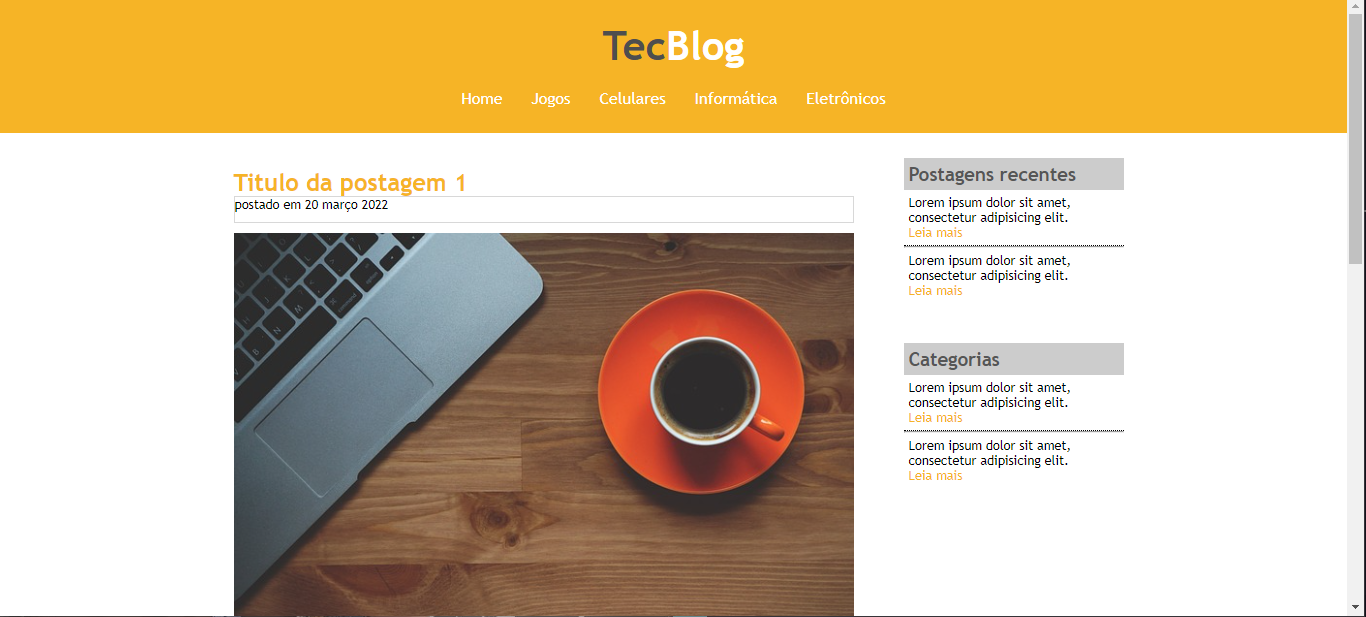 TecBlog
Home Jogos Celulares Informática Eletrônicos
Titulo da postagem 1
postado em 20 março 2022
Postagens recentes
Lorem ipsum dolor sit amet,
consectetur adipisicing elit.
Leia mais
Lorem ipsum dolor sit amet,
consectetur adipisicing elit.
Leia mais
Categorias
Lorem ipsum dolor sit amet,
consectetur adipisicing elit.
Leia mais
Lorem ipsum dolor sit amet,
consectetur adipisicing elit.
Leia mais